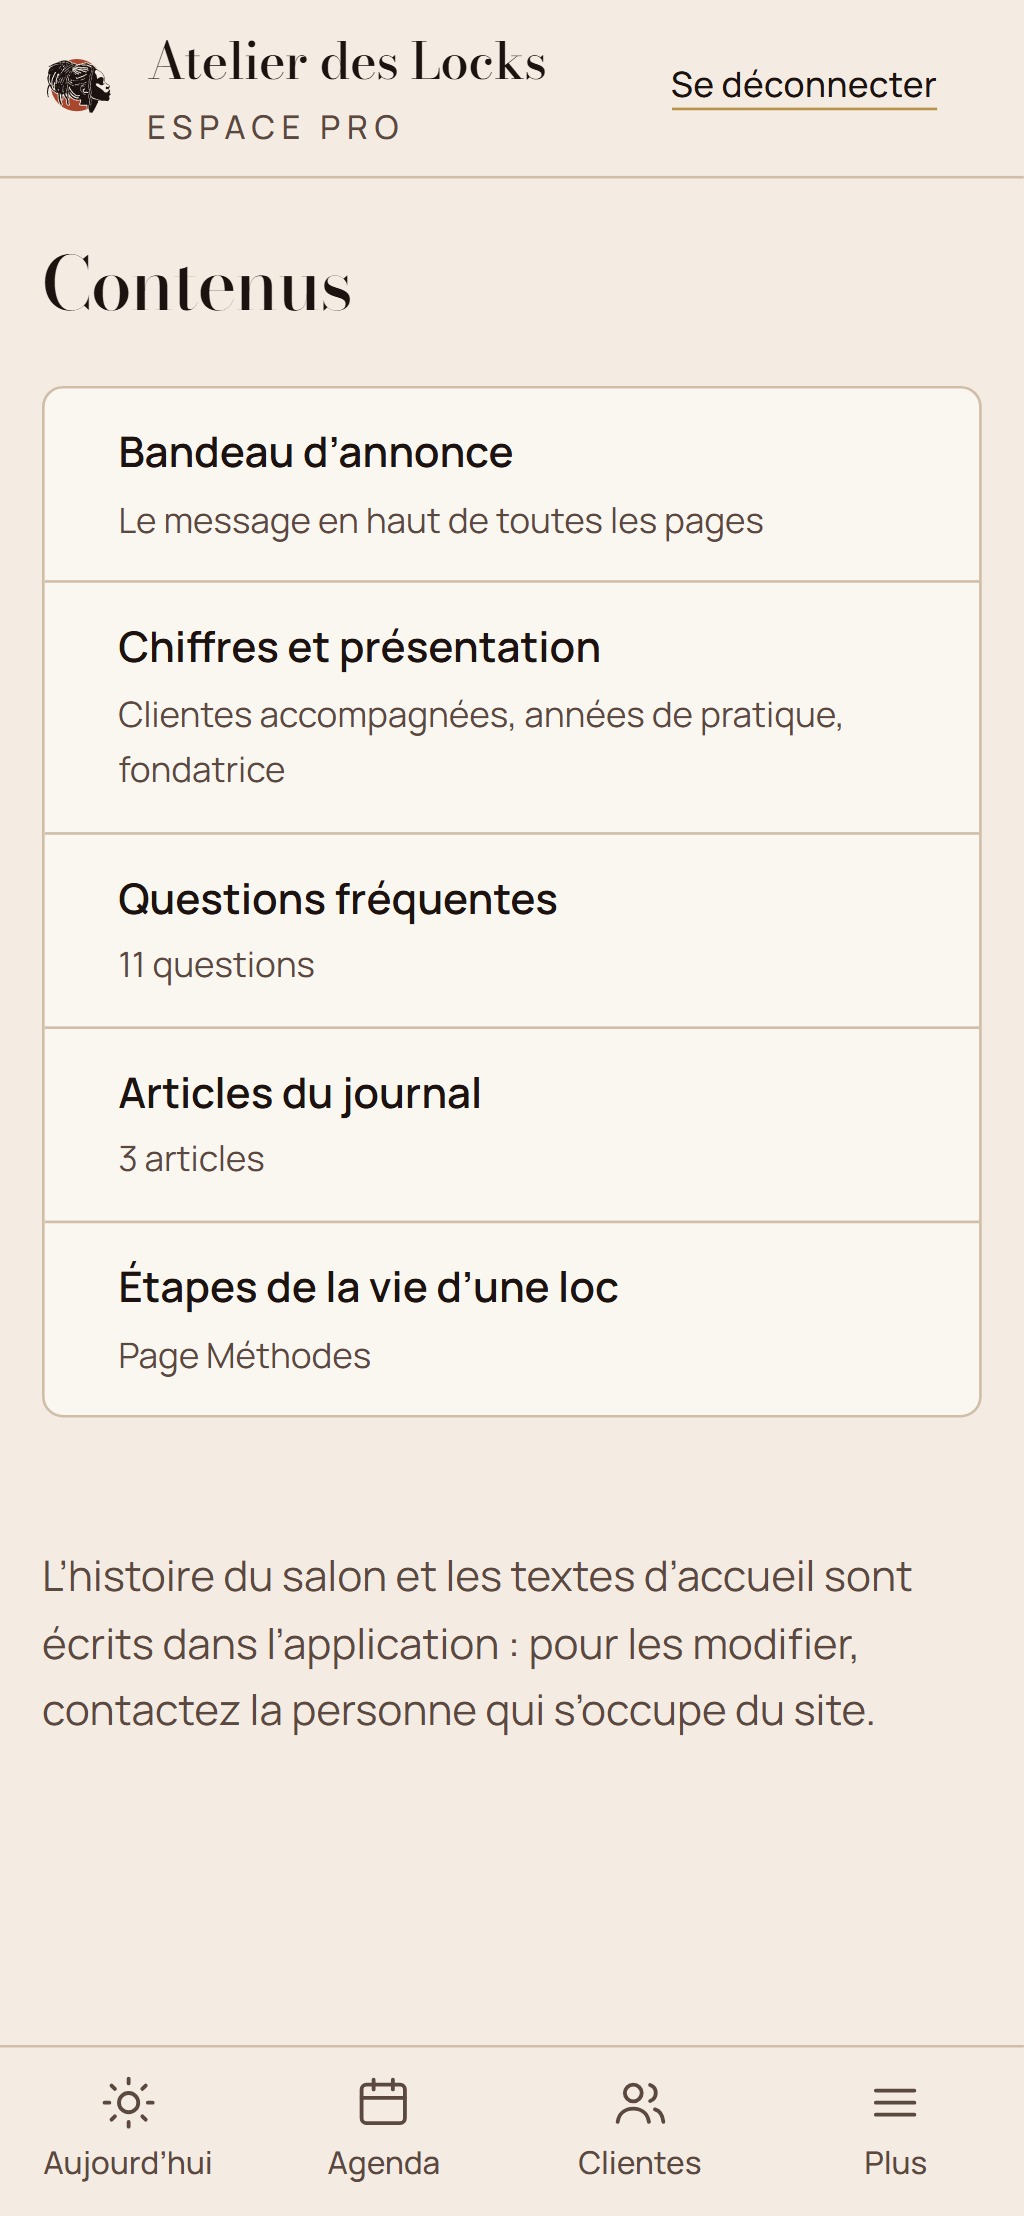 Atelier des Locks
ESPACE PRO
Se déconnecter
Contenus
Bandeau d’annonce
Le message en haut de toutes les pages
Chiffres et présentation
Clientes accompagnées, années de pratique,
fondatrice
Questions fréquentes
11 questions
Articles du journal
3 articles
Étapes de la vie d’une loc
Page Méthodes
L’histoire du salon et les textes d’accueil sont
écrits dans l’application : pour les modifier,
contactez la personne qui s’occupe du site.
Aujourd’hui
Agenda
Clientes
Plus